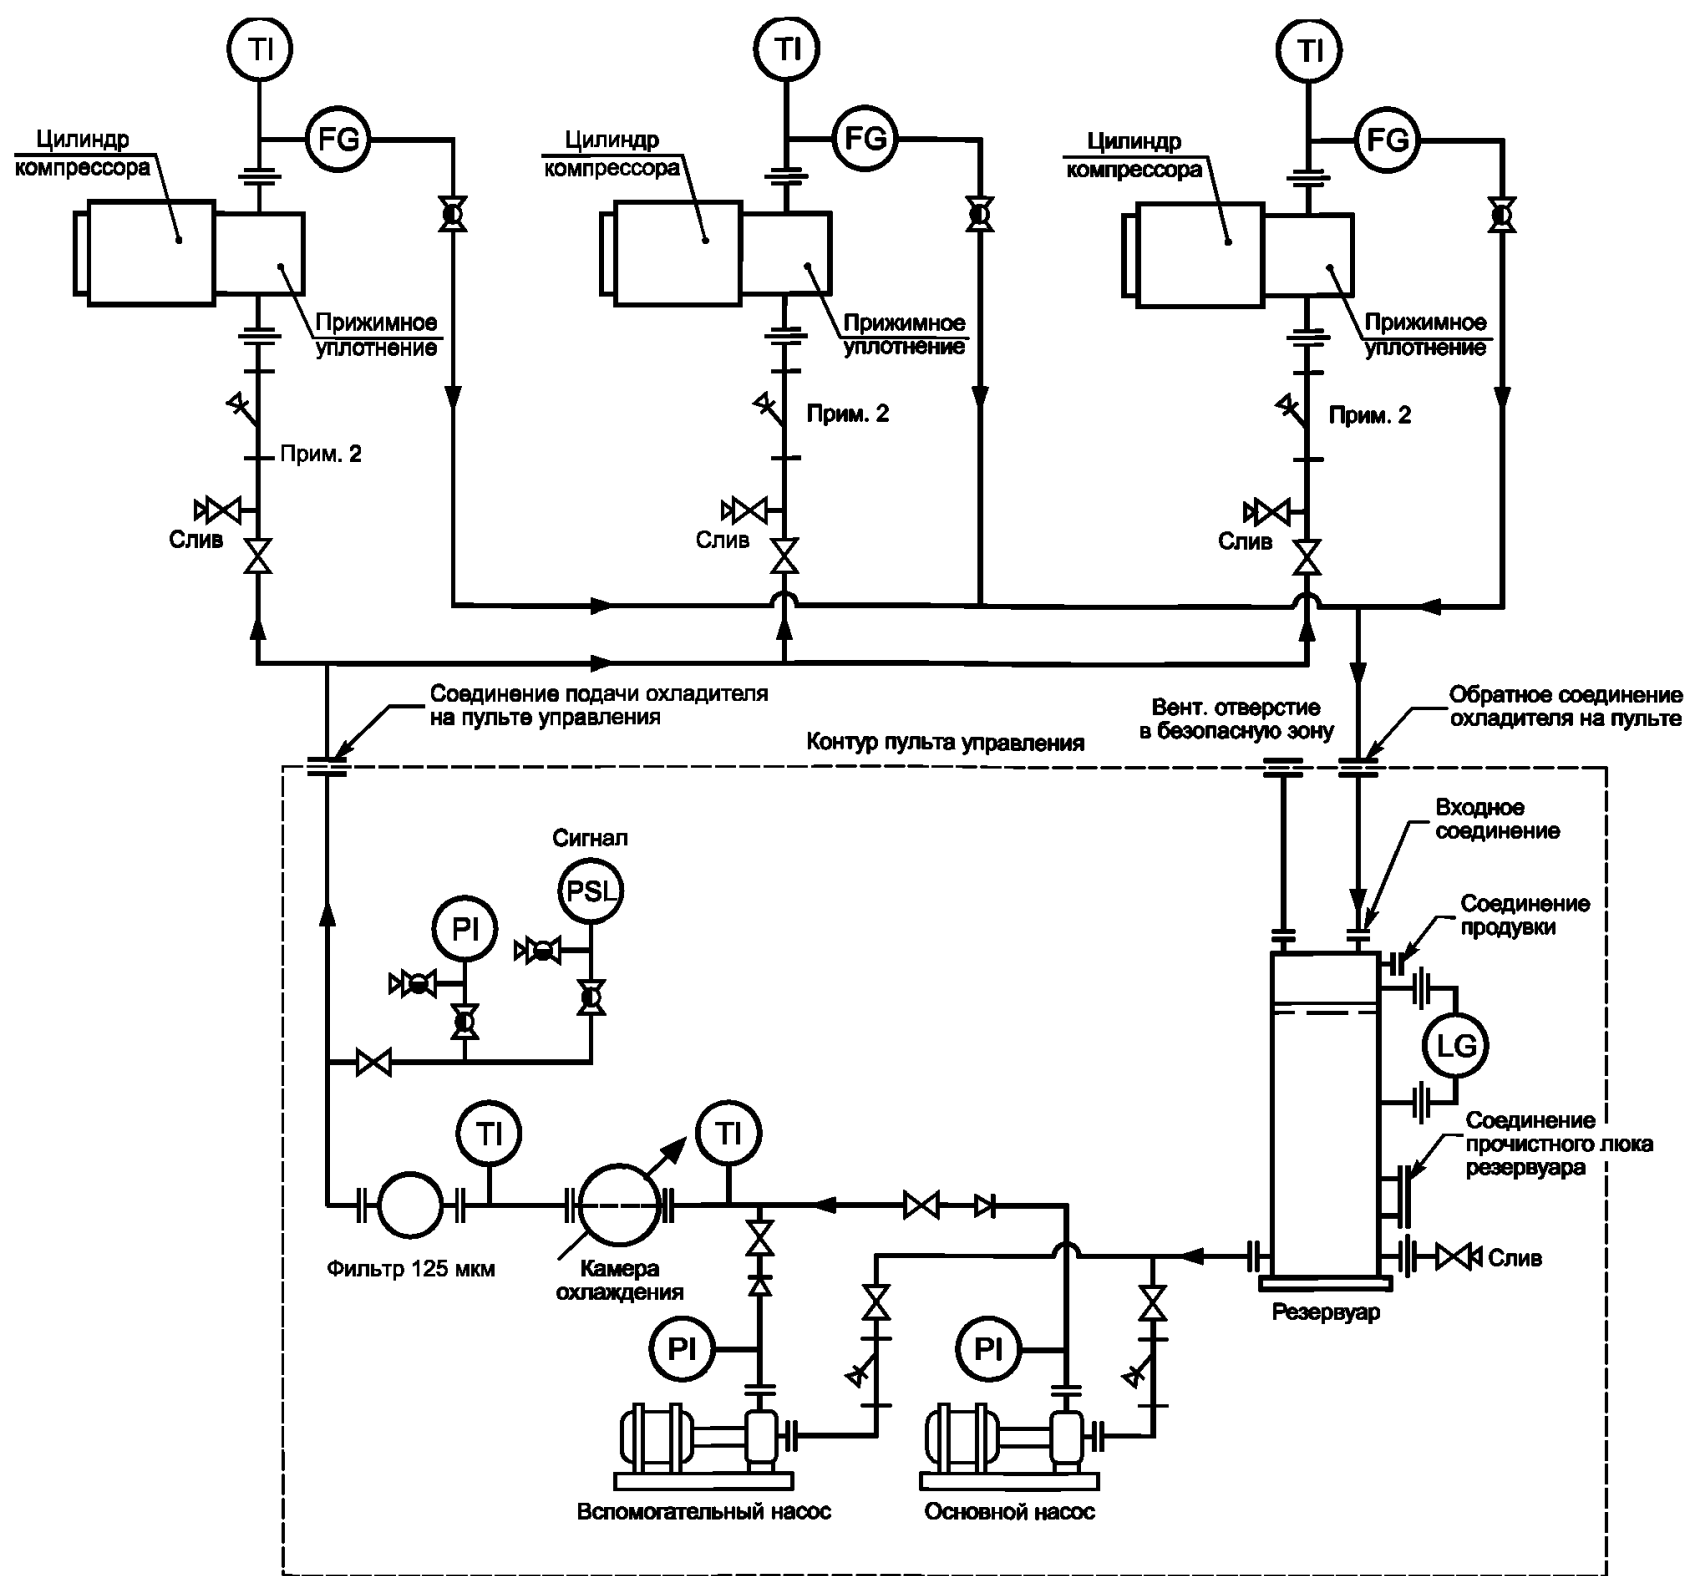 TI
TI
TI
FG
FG
FG
Цилиндр
компрессора
Цилиндр
компрессора
Цилиндр
компрессора
Прижимное
уплотнение
Прижимное
уплотнение
Прижимное
уплотнение
Прим. 2
Прим. 2
Прим. 2
Слив
Слив
Слив
Соединение подачи охладителя
на пульте управления
Вент. отверстие
в безопасную зону
Обратное соединение
охладителя на пульте
Контур пульта управления
Входное
соединение
Сигнал
PSL
PI
Соединение
продувки
LG
TI
TI
Соединение
прочистного люка
резервуара
Фильтр 125 мкм
Камера
охлаждения
Слив
Резервуар
PI
PI
Вспомогательный насос
Основной насос